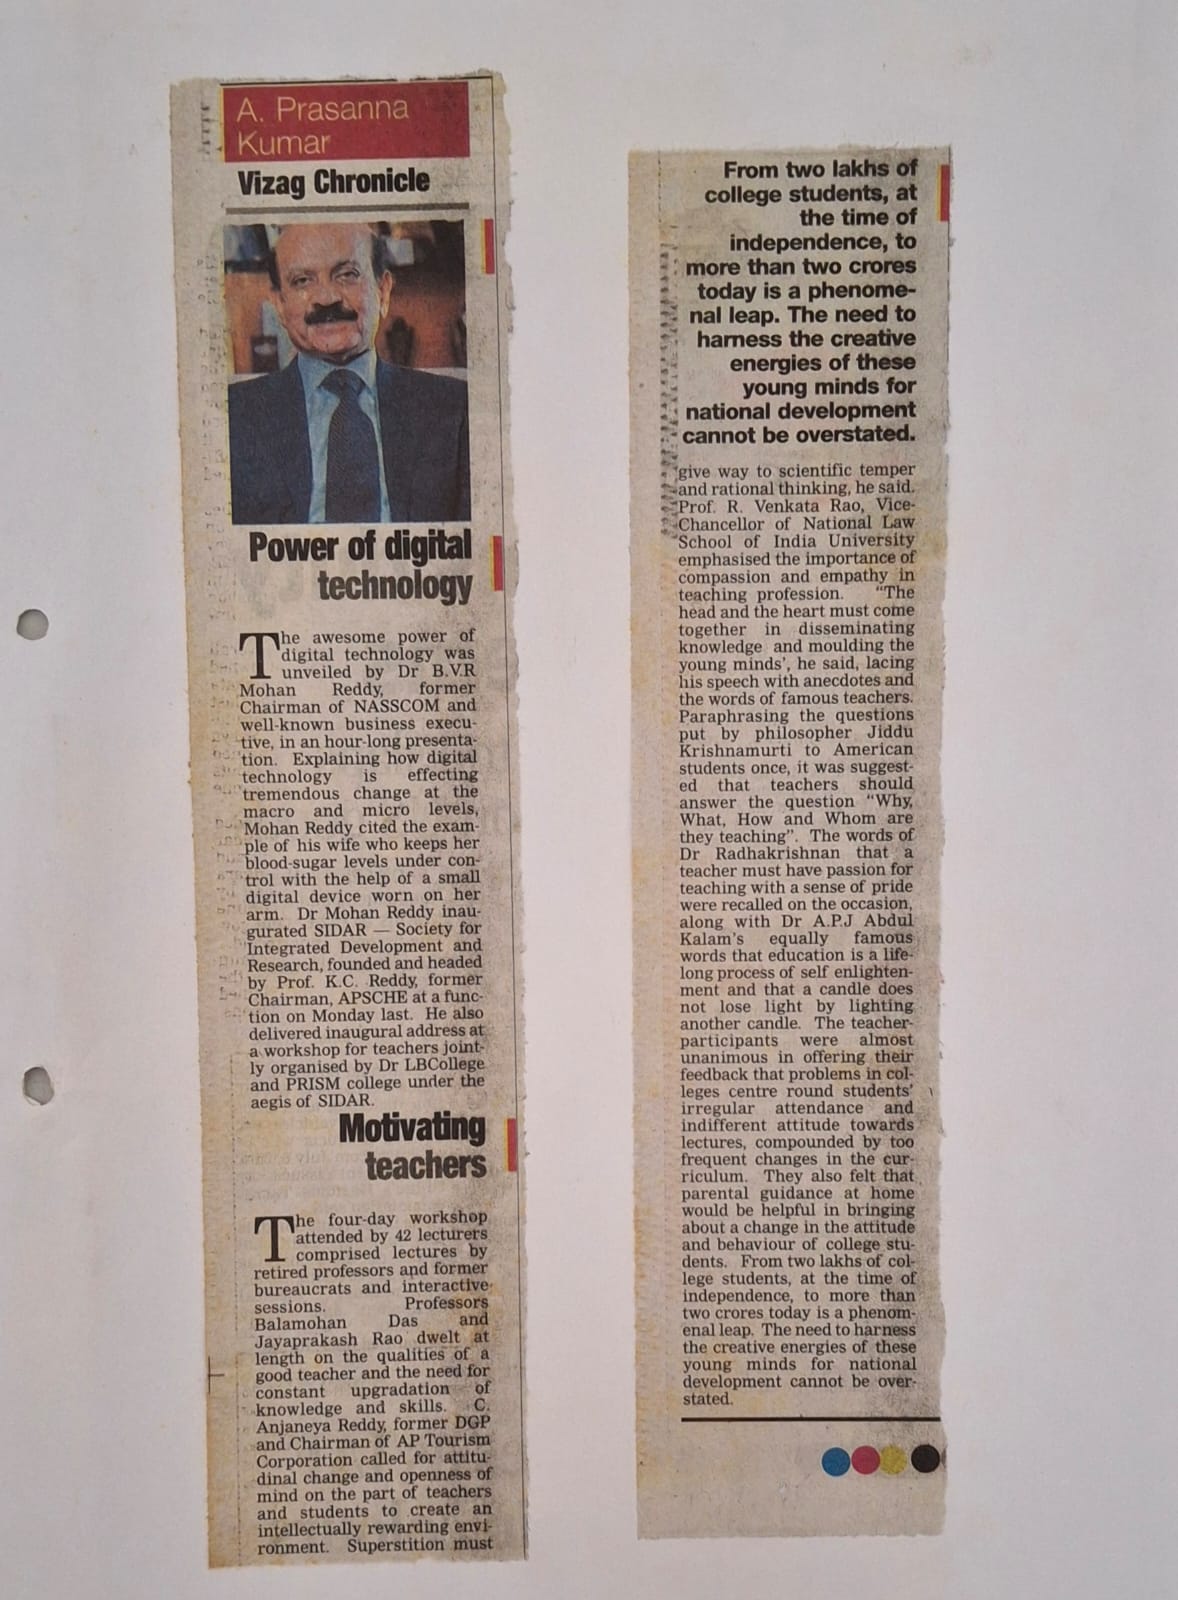 A. Prasanna
Kumar
Vizag Chronicle
Power of digital
technology
The awesome power of
digital technology was
unveiled by Dr B.V.R
Mohan Reddy, former
Chairman of NASSCOM and
well-known business execu-
tive, in an hour-long presenta-
tion. Explaining how digital
technology is effecting
tremendous change at the
macro and micro levels,
Mohan Reddy cited the exam-
ple of his wife who keeps her
blood-sugar levels under con-
trol with the help of a small
digital device worn on her
arm. Dr Mohan Reddy inau-
gurated SIDAR — Society for
Integrated Development and
Research, founded and headed
by Prof. K.C. Reddy, former
Chairman, APSCHE at a func-
tion on Monday last. He also
delivered inaugural address at
a workshop for teachers joint-
ly organised by Dr LBCollege
and PRISM college under the
aegis of SIDAR.
Motivating
teachers
The four-day workshop
attended by 42 lecturers
comprised lectures by
retired professors and former
bureaucrats and interactive
sessions. Professors
Balamohan Das and
Jayaprakash Rao dwelt at
length on the qualities of a
good teacher and the need for
constant upgradation of
knowledge and skills. C.
Anjaneya Reddy, former DGP
and Chairman of AP Tourism
Corporation called for attitu-
dinal change and openness of
mind on the part of teachers
and students to create an
intellectually rewarding envi-
ronment. Superstition must
From two lakhs of
college students, at
the time of
independence, to
more than two crores
today is a phenome-
nal leap. The need to
harness the creative
energies of these
young minds for
national development
cannot be overstated.
give way to scientific temper
and rational thinking, he said.
Prof. R. Venkata Rao, Vice-
Chancellor of National Law
School of India University
emphasised the importance of
compassion and empathy in
teaching profession. "The
head and the heart must come
together in disseminating
knowledge and moulding the
young minds', he said, lacing
his speech with anecdotes and
the words of famous teachers.
Paraphrasing the questions
put by philosopher Jiddu
Krishnamurti to American
students once, it was suggest-
ed that teachers should
answer the question "Why,
What, How and Whom are
they teaching". The words of
Dr Radhakrishnan that a
teacher must have passion for
teaching with a sense of pride
were recalled on the occasion,
along with Dr A.P.J Abdul
Kalam's equally famous
words that education is a life-
long process of self enlighten-
ment and that a candle does
not lose light by lighting
another candle. The teacher-
participants were almost
unanimous in offering their
feedback that problems in col-
leges centre round students'
irregular attendance and
indifferent attitude towards
lectures, compounded by too
frequent changes in the cur-
riculum. They also felt that
parental guidance at home
would be helpful in bringing
about a change in the attitude
and behaviour of college stu-
dents. From two lakhs of col-
lege students, at the time of
independence, to more than
two crores today is a phenom-
enal leap. The need to harness
the creative energies of these
young minds for national
development cannot be over-
stated.